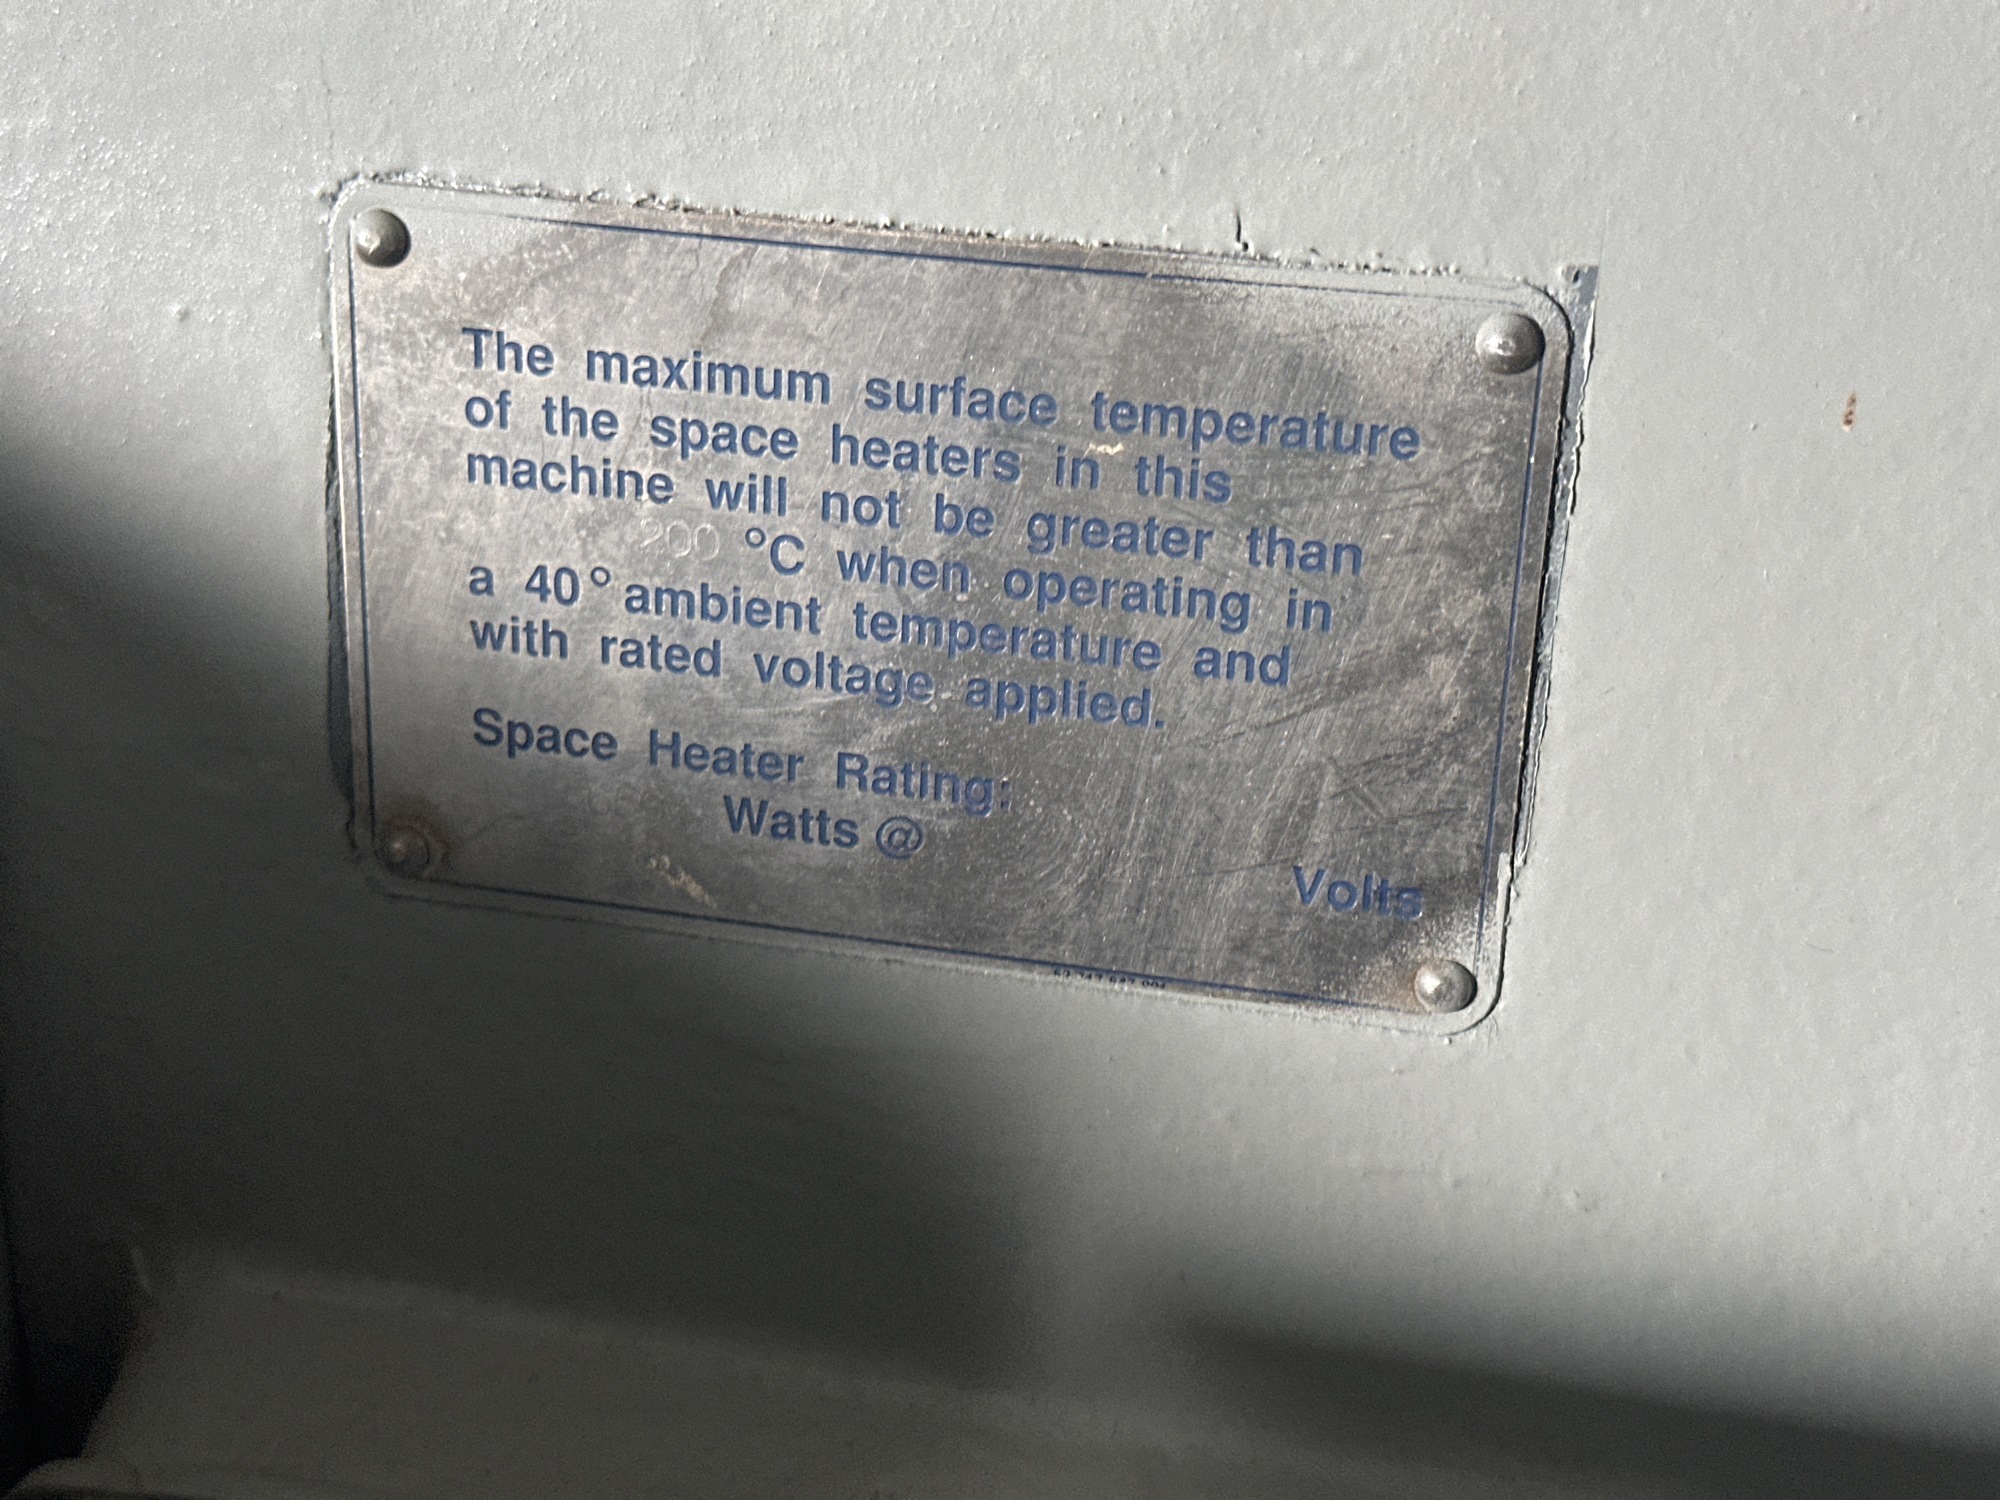 The maximum surface temperature
of the space heaters in this
machine will not be greater than
200 °C when operating in
a 40° ambient temperature and
with rated voltage applied.
Space Heater Rating:
Watts @
Volts